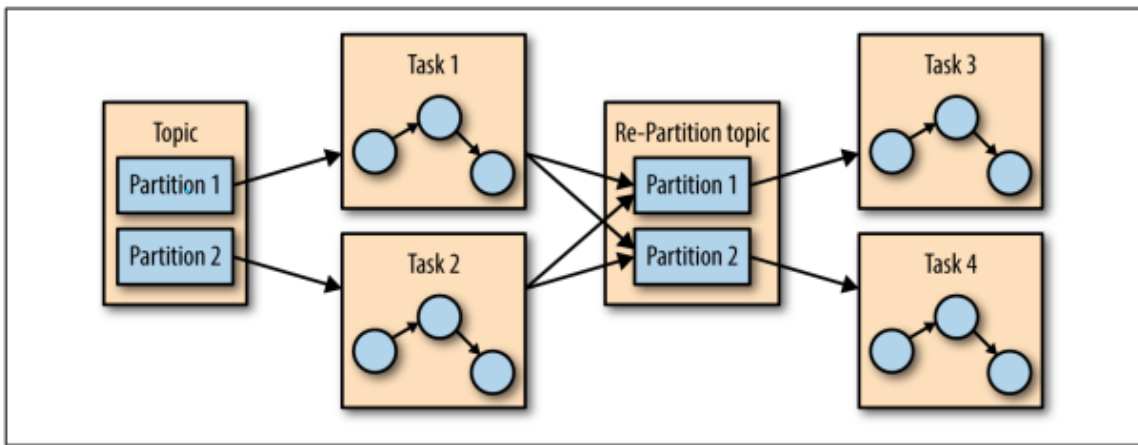 Topic
Partition 1
Partition 2
Task 1
Task 2
Re-Partition topic
Partition 1
Partition 2
Task 3
Task 4